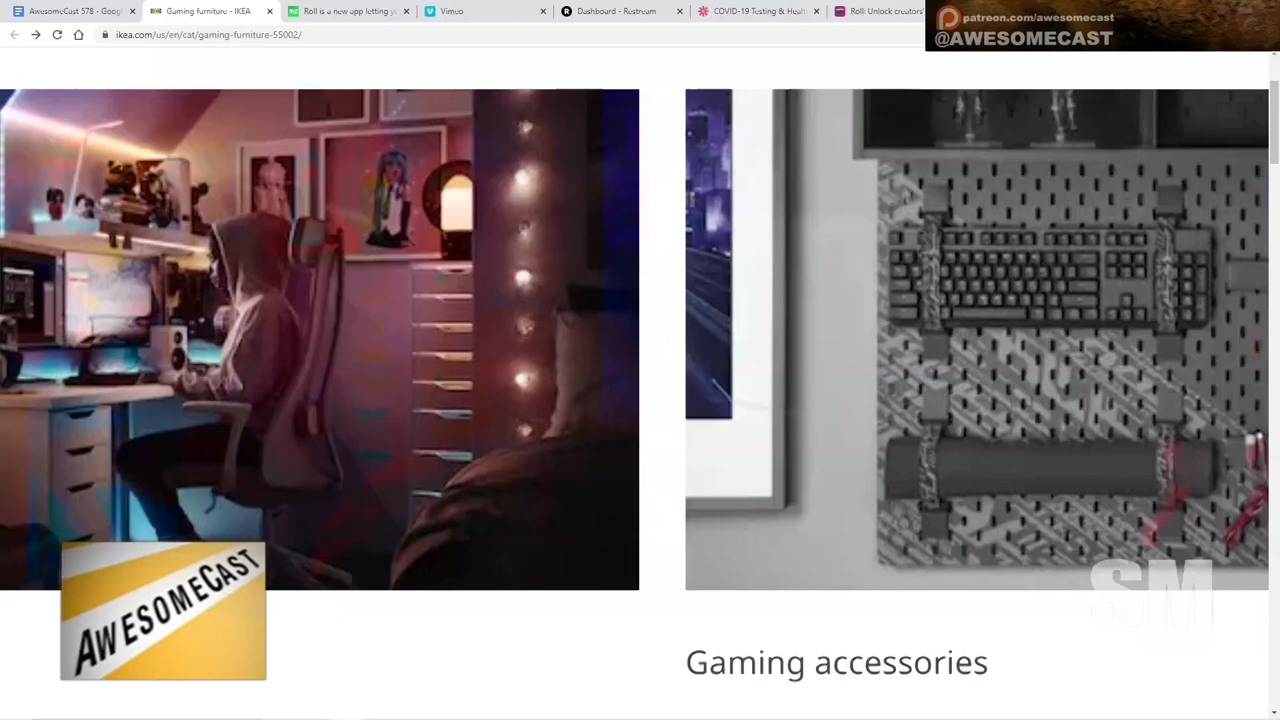 AwesomeCast 578 - Goog
Gaming furniture - IKEA
Roll is a new app letting y
Vimeo
Dashboard - Restream
COVID-19 Testing & Healt
Roll: Unlock creators'
ikea.com/us/en/cat/gaming-furniture-55002/
patreon.com/awesomecast
@AWESOMECAST
AWESOMECAST
SM
Gaming accessories